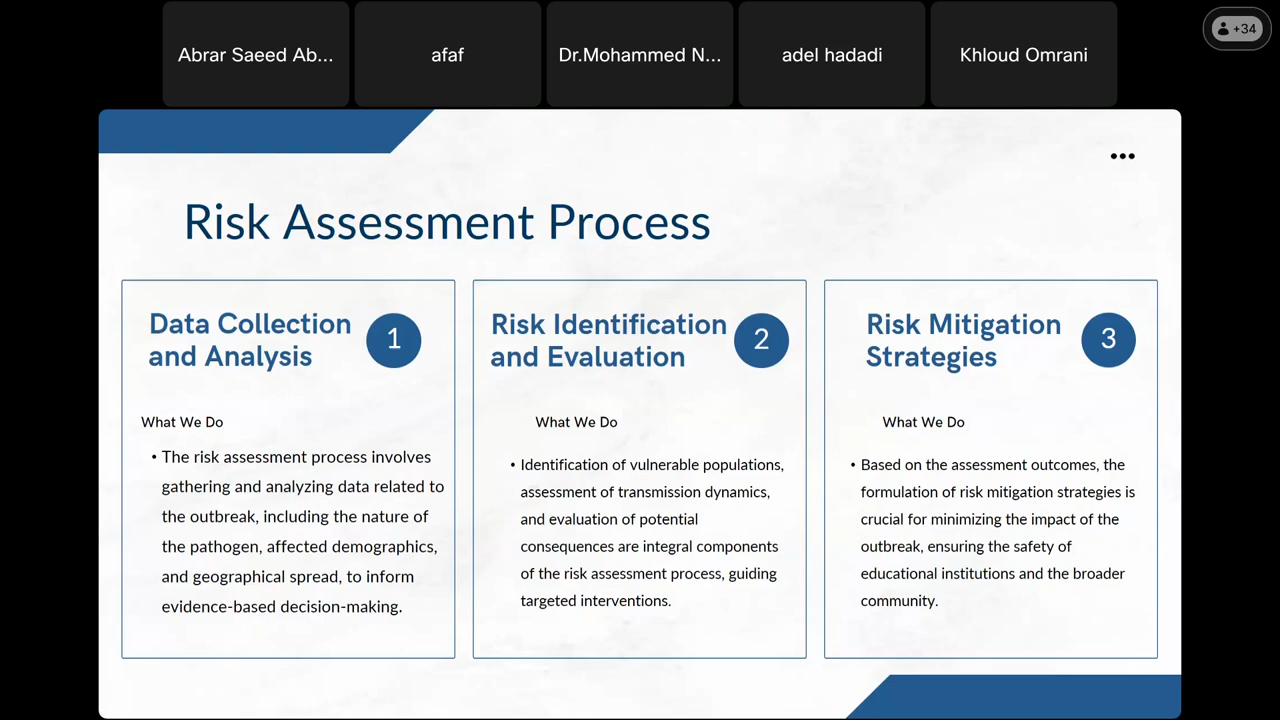 Abrar Saeed Ab...
afaf
Dr.Mohammed N...
adel hadadi
Khloud Omrani
+34
Risk Assessment Process
Data Collection
and Analysis
1
What We Do
• The risk assessment process involves
gathering and analyzing data related to
the outbreak, including the nature of
the pathogen, affected demographics,
and geographical spread, to inform
evidence-based decision-making.
Risk Identification
and Evaluation
2
What We Do
• Identification of vulnerable populations,
assessment of transmission dynamics,
and evaluation of potential
consequences are integral components
of the risk assessment process, guiding
targeted interventions.
Risk Mitigation
Strategies
3
What We Do
• Based on the assessment outcomes, the
formulation of risk mitigation strategies is
crucial for minimizing the impact of the
outbreak, ensuring the safety of
educational institutions and the broader
community.